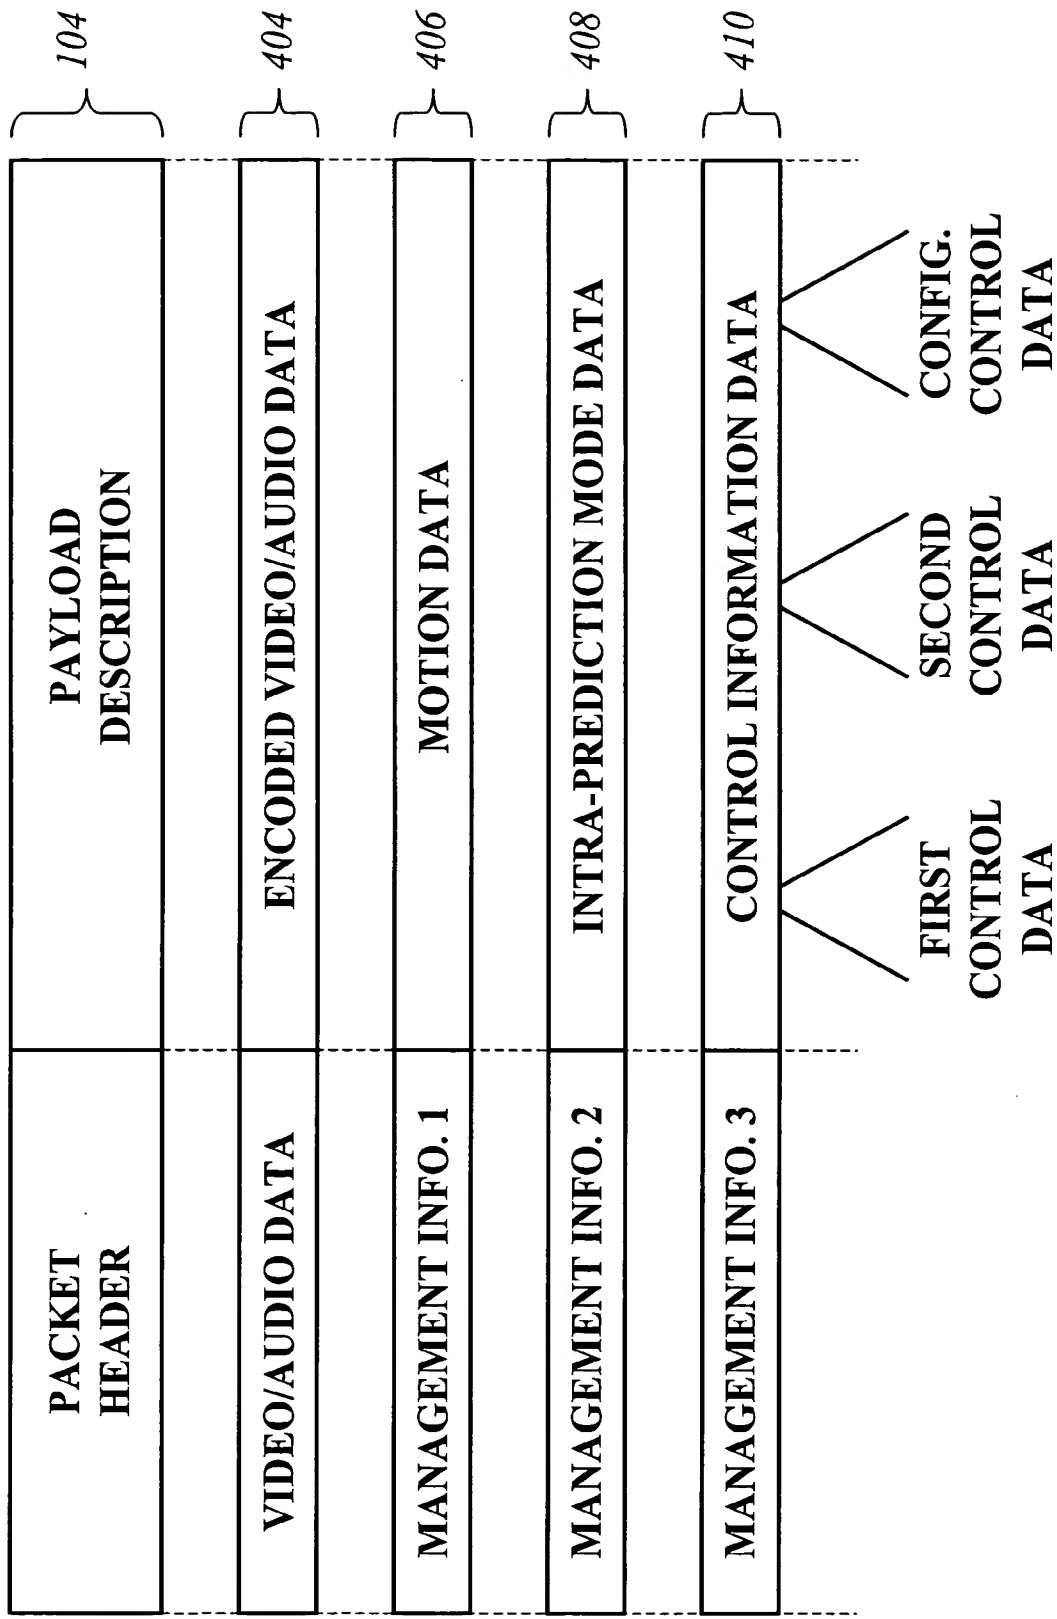 PACKET
HEADER
PAYLOAD
DESCRIPTION
104
VIDEO/AUDIO DATA
ENCODED VIDEO/AUDIO DATA
404
MANAGEMENT INFO. 1
MOTION DATA
406
MANAGEMENT INFO. 2
INTRA-PREDICTION MODE DATA
408
MANAGEMENT INFO. 3
CONTROL INFORMATION DATA
410
FIRST
CONTROL
DATA
SECOND
CONTROL
DATA
CONFIG.
CONTROL
DATA